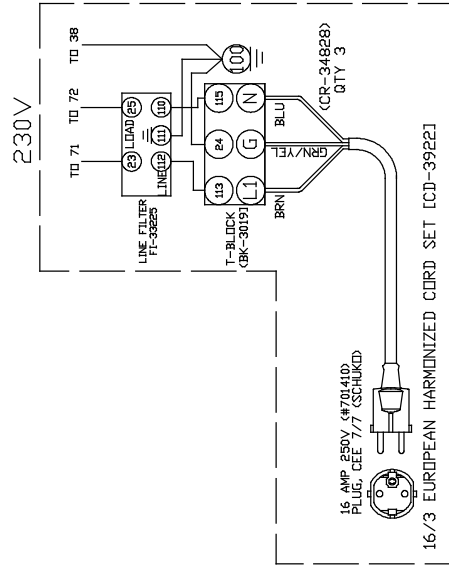 230V
TO 71
TO 72
TO 38
23
LOAD
25
LINE
112
111
110
LINE FILTER
FI-33225
100
113
24
115
L1
G
N
T-BLOCK
(BK-3019)
BRN
GRN/YEL
BLU
(CR-34828)
QTY 3
16 AMP 250V (#701410)
PLUG, CEE 7/7 (SCHUKO)
16/3 EUROPEAN HARMONIZED CORD SET [CD-3922]